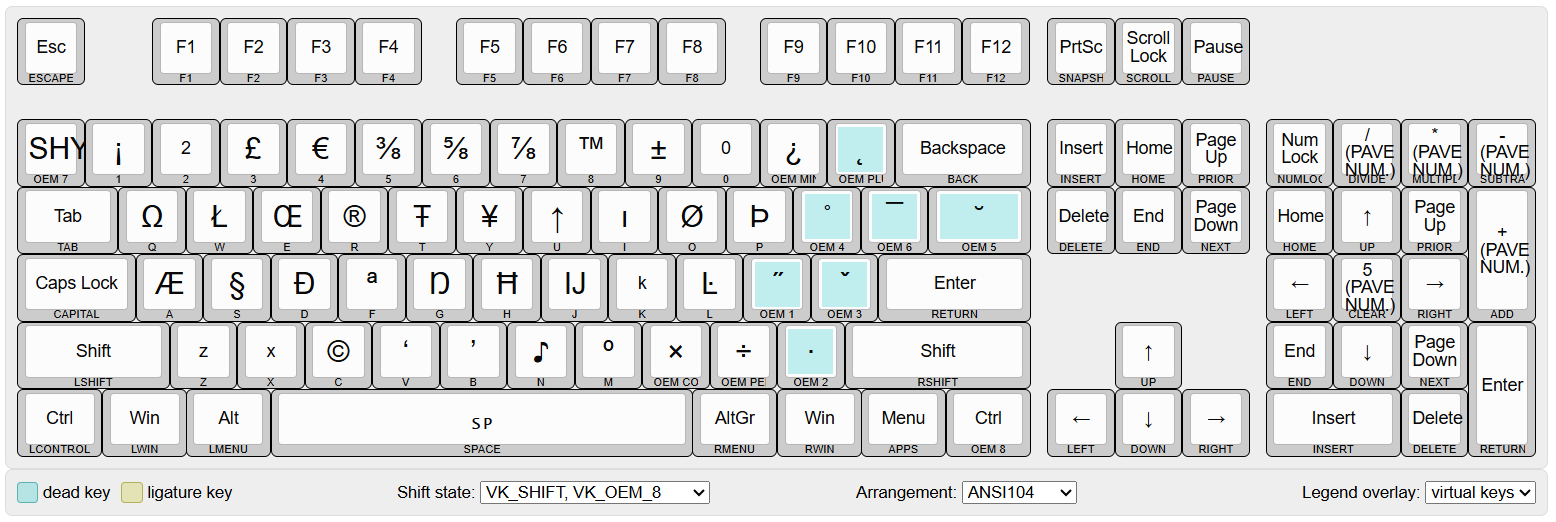 Esc F1 F2 F3 F4 F5 F6 F7 F8 F9 F10 F11 F12 PrtSc Scroll Lock Pause
ESCAPE F1 F2 F3 F4 F5 F6 F7 F8 F9 F10 F11 F12 SNAPSH SCROLL PAUSE
SHY ¡ 2 £ € ⅜ ⅝ ⅞ ™ ± 0 ¿ ˛ Backspace Insert Home Page Up Num Lock / (PAVE NUM.) * (PAVE NUM.) - (PAVE NUM.)
OEM 7 1 2 3 4 5 6 7 8 9 0 OEM MIN OEM PLU BACK INSERT HOME PRIOR NUMLOC DIVIDE MULTIPL SUBTRA
Tab Ω Ł Œ ® Ŧ ¥ ↑ ı Ø Þ ° ¯ ˘ Delete End Page Down Home ↑ Page Up + (PAVE NUM.)
TAB Q W E R T Y U I O P OEM 4 OEM 6 OEM 5 DELETE END NEXT HOME UP PRIOR
Caps Lock Æ § Đ ª Ŋ Ħ Ĳ k Ŀ ˝ ˇ Enter ← 5 (PAVE NUM.) →
CAPITAL A S D F G H J K L OEM 1 OEM 3 RETURN LEFT CLEAR RIGHT ADD
Shift z x © ‘ ’ ♪ º × ÷ ˙ Shift ↑ End ↓ Page Down Enter
LSHIFT Z X C V B N M OEM CO OEM PE OEM 2 RSHIFT UP END DOWN NEXT
Ctrl Win Alt SP AltGr Win Menu Ctrl ← ↓ → Insert Delete
LCONTROL LWIN LMENU SPACE RMENU RWIN APPS OEM 8 LEFT DOWN RIGHT INSERT DELETE RETURN
dead key ligature key Shift state: VK_SHIFT, VK_OEM_8 Arrangement: ANSI104 Legend overlay: virtual keys